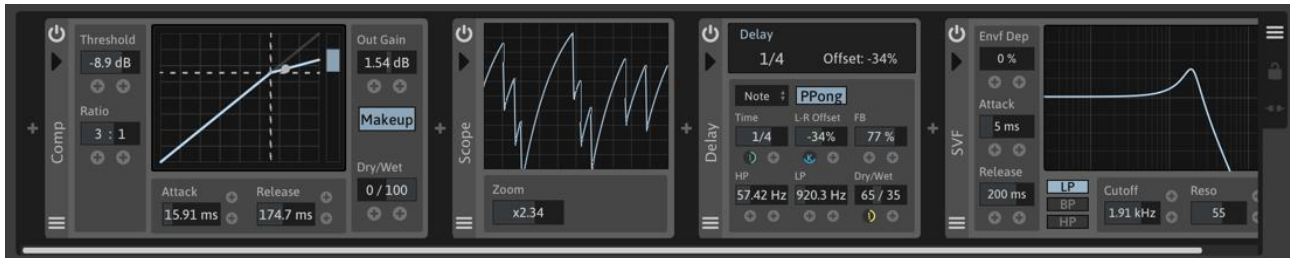 Comp
Threshold
-8.9 dB
Ratio
3 : 1
Attack
15.91 ms
Release
174.7 ms
Out Gain
1.54 dB
Makeup
Dry/Wet
0 / 100
Scope
Zoom
x2.34
Delay
Delay
1/4 Offset: -34%
Note PPong
Time L-R Offset FB
1/4 -34% 77 %
HP LP Dry/Wet
57.42 Hz 920.3 Hz 65 / 35
SVF
Envf Dep
0 %
Attack
5 ms
Release
200 ms
LP
BP
HP
Cutoff
1.91 kHz
Reso
55